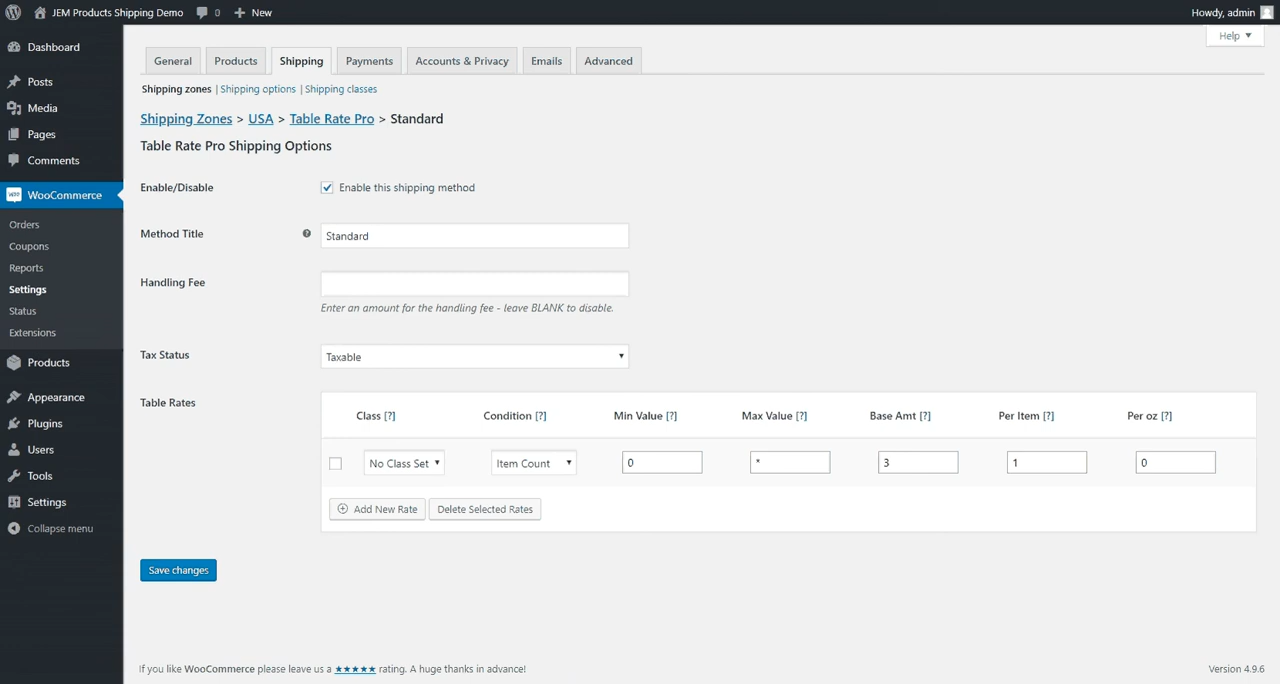 JEM Products Shipping Demo 0 New Howdy, admin
Help ▼
Dashboard
Posts
Media
Pages
Comments
WooCommerce
Orders
Coupons
Reports
Settings
Status
Extensions
Products
Appearance
Plugins
Users
Tools
Settings
Collapse menu
General Products Shipping Payments Accounts & Privacy Emails Advanced
Shipping zones | Shipping options | Shipping classes
Shipping Zones > USA > Table Rate Pro > Standard
Table Rate Pro Shipping Options
Enable/Disable Enable this shipping method
Method Title Standard
Handling Fee
Enter an amount for the handling fee - leave BLANK to disable.
Tax Status Taxable
Table Rates
Class [?] Condition [?] Min Value [?] Max Value [?] Base Amt [?] Per Item [?] Per oz [?]
No Class Set Item Count 0 * 3 1 0
Add New Rate Delete Selected Rates
Save changes
If you like WooCommerce please leave us a ★★★★★ rating. A huge thanks in advance! Version 4.9.6